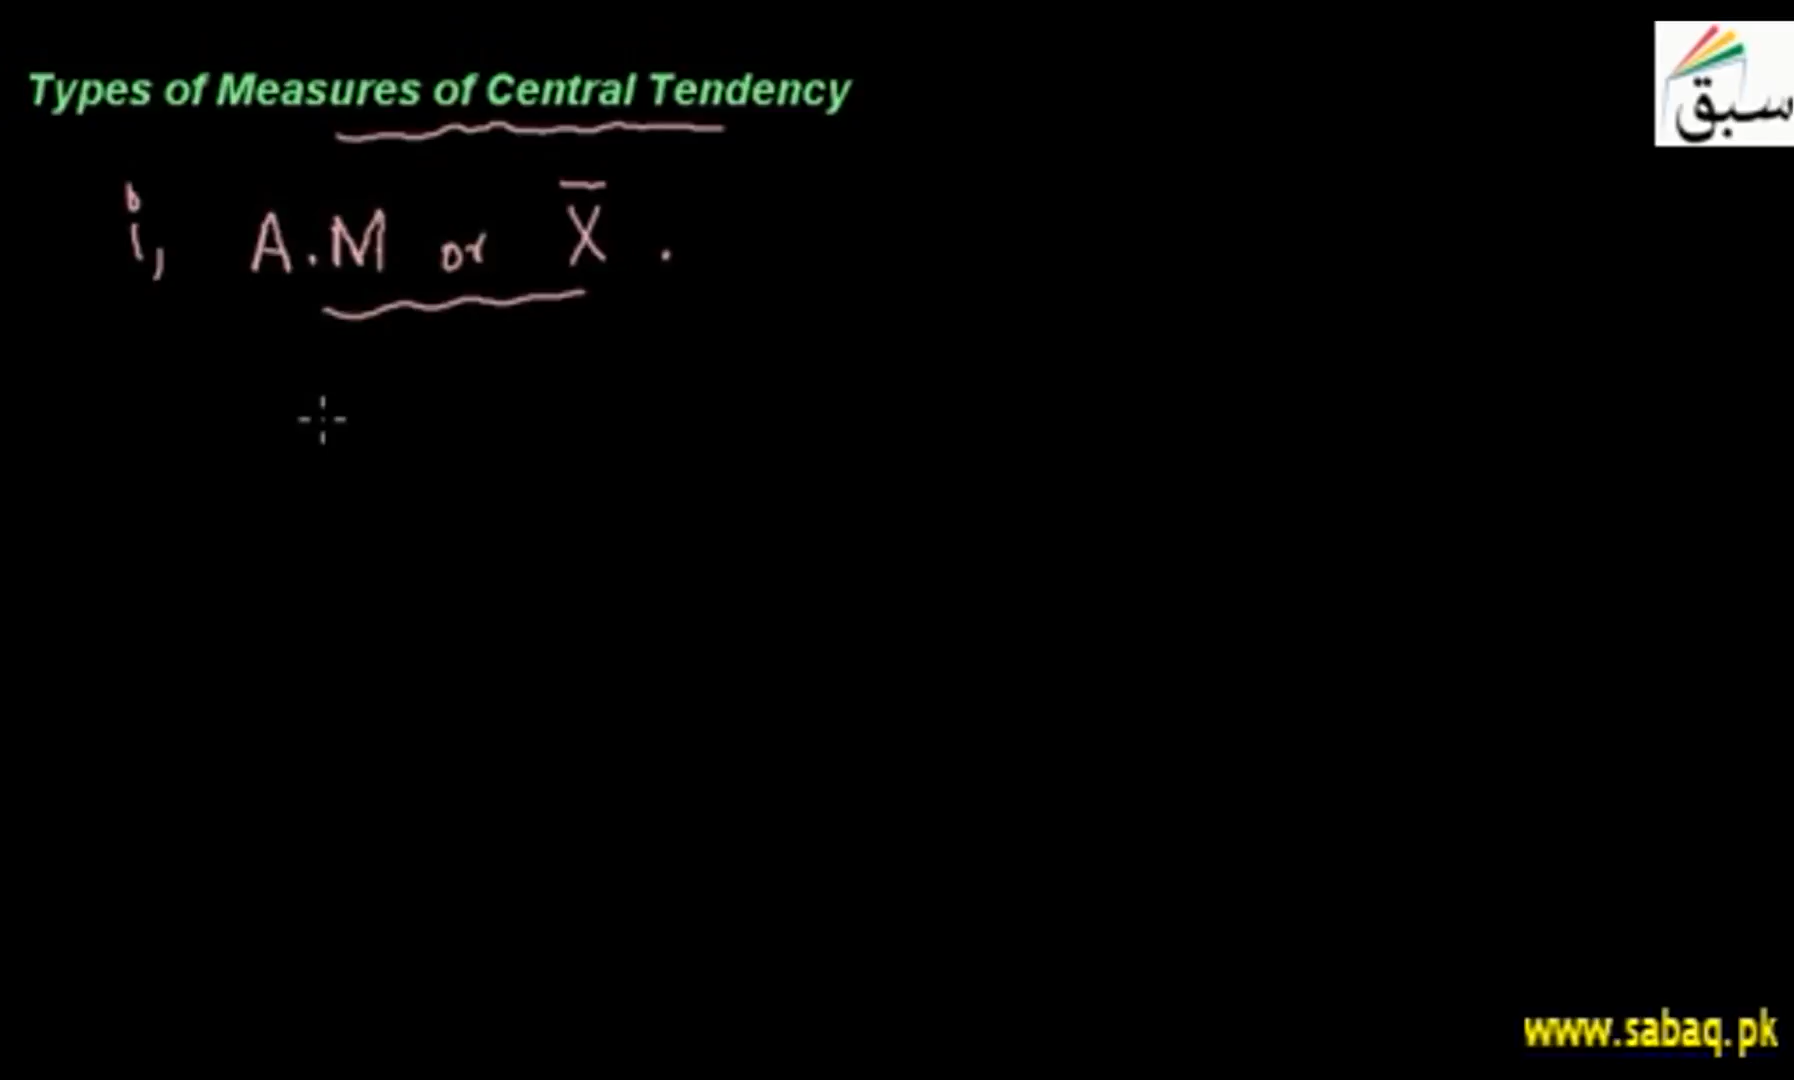 Types of Measures of Central Tendency
سبق
i, A.M or X̄ .
www.sabaq.pk